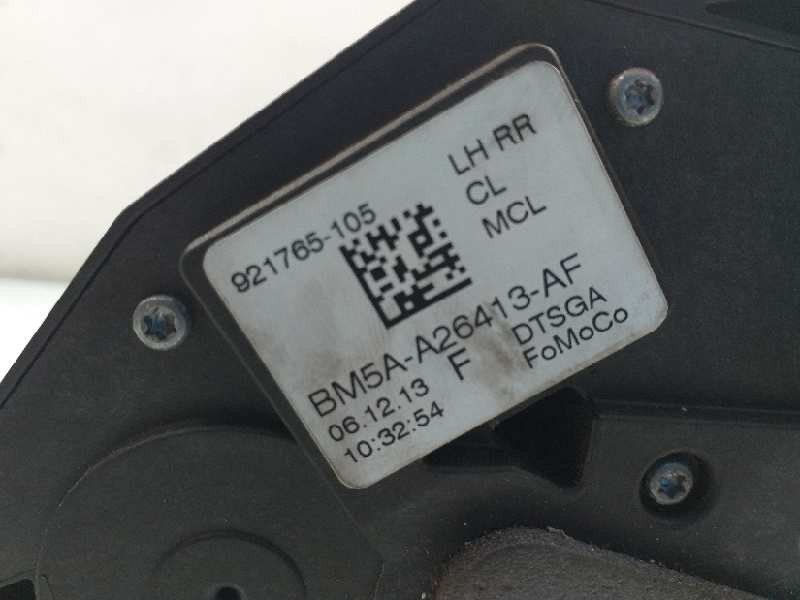 LH RR
CL
MCL
921765-105
BM5A-A26413-AF
06.12.13 F DTSGA
10:32:54 FoMoCo